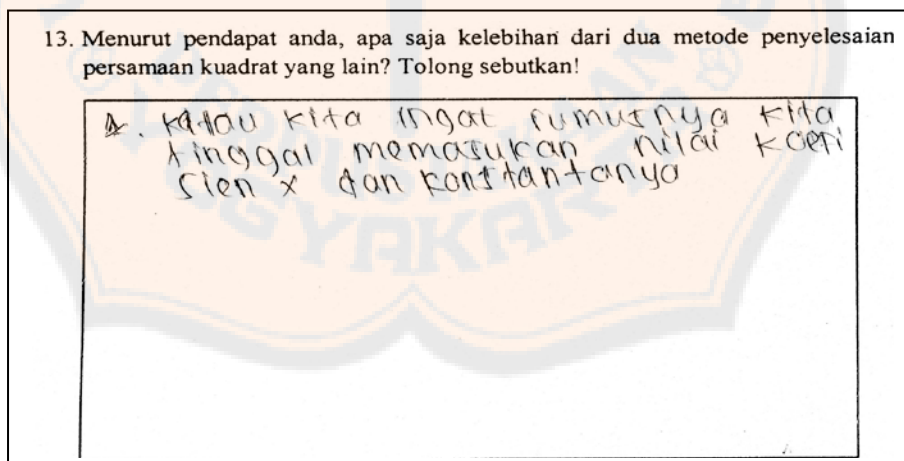 13. Menurut pendapat anda, apa saja kelebihan dari dua metode penyelesaian
persamaan kuadrat yang lain? Tolong sebutkan!
kalau kita ingat rumusnya kita
tinggal memasukan nilai koefi
sien x dan konstantanya
YOGYAKARTA